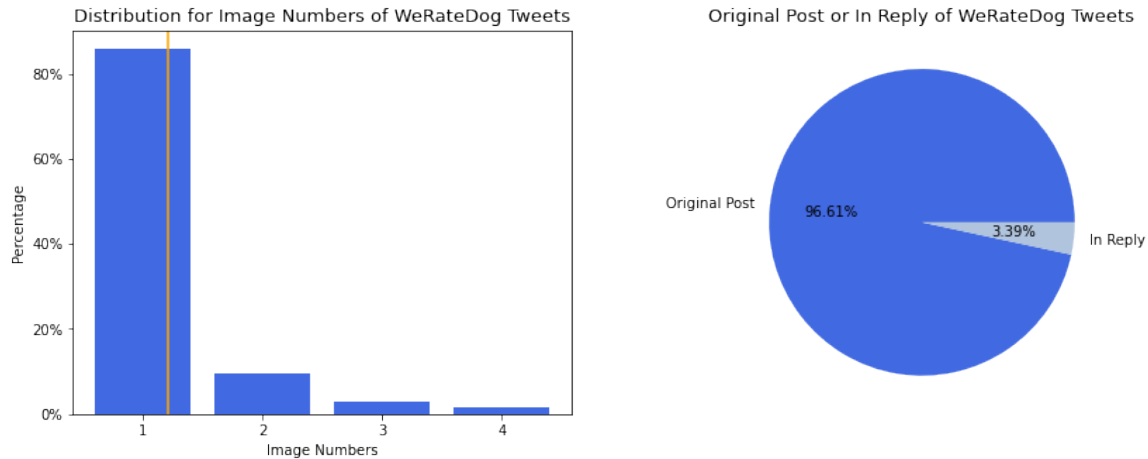 Distribution for Image Numbers of WeRateDog Tweets
80%
60%
40%
20%
0%
Percentage
1
2
3
4
Image Numbers
Original Post or In Reply of WeRateDog Tweets
Original Post
96.61%
3.39%
In Reply